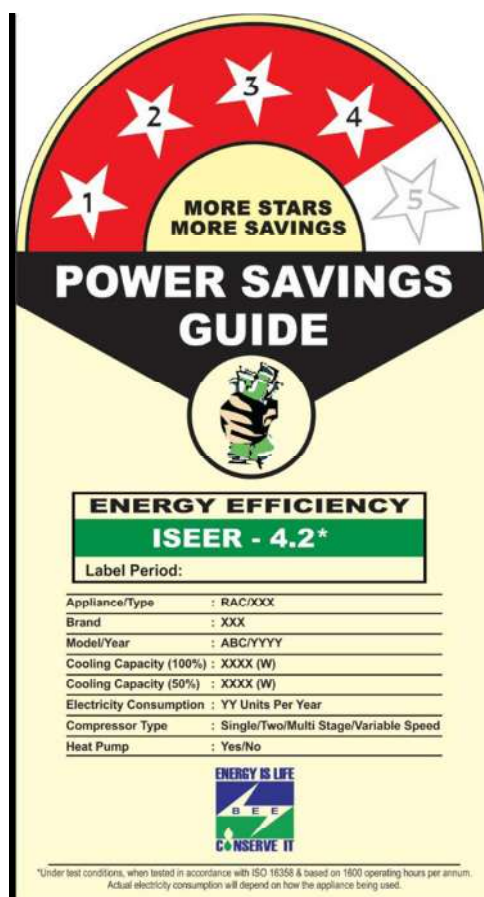 1
2
3
4
5
MORE STARS
MORE SAVINGS
POWER SAVINGS
GUIDE
ENERGY EFFICIENCY
ISEER - 4.2*
Label Period:
Appliance/Type : RAC/XXX
Brand : XXX
Model/Year : ABC/YYYY
Cooling Capacity (100%) : XXXX (W)
Cooling Capacity (50%) : XXXX (W)
Electricity Consumption : YY Units Per Year
Compressor Type : Single/Two/Multi Stage/Variable Speed
Heat Pump : Yes/No
ENERGY IS LIFE
BEE
CONSERVE IT
*Under test conditions, when tested in accordance with ISO 16358 & based on 1600 operating hours per annum.
Actual electricity consumption will depend on how the appliance being used.